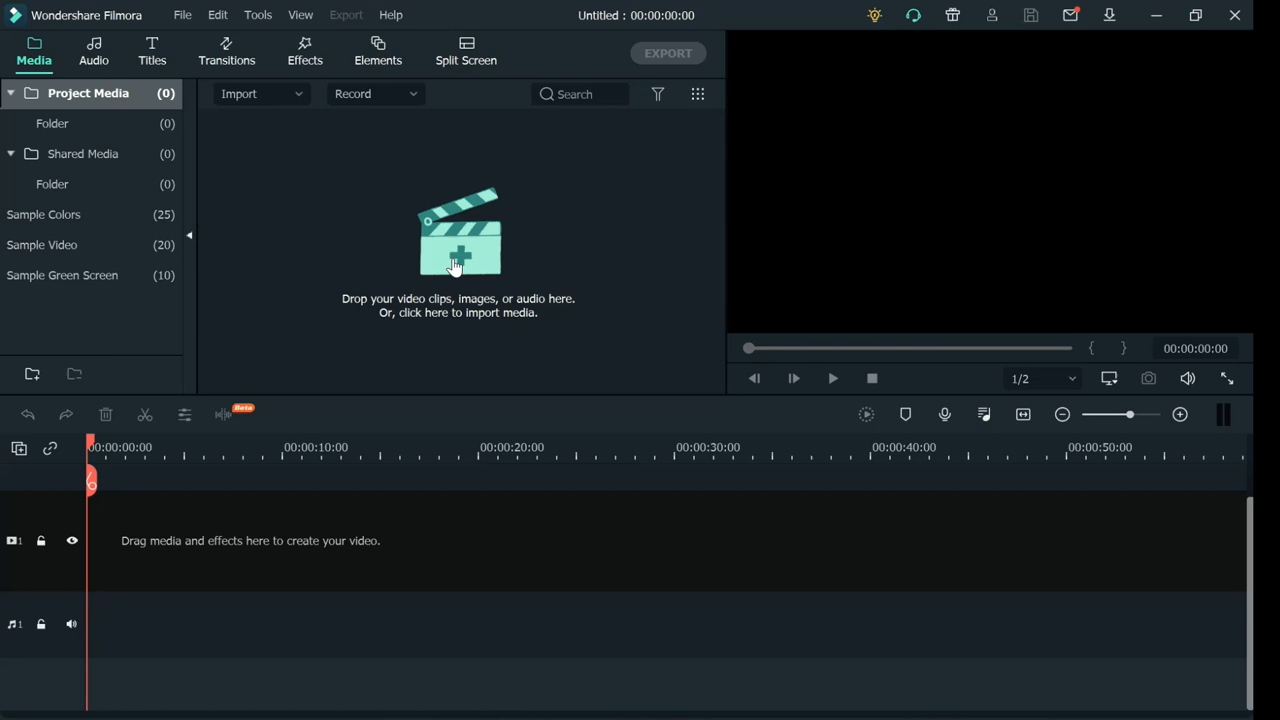 Wondershare Filmora File Edit Tools View Export Help Untitled : 00:00:00:00
Media Audio Titles Transitions Effects Elements Split Screen EXPORT
Project Media (0) Import Record Search
Folder (0)
Shared Media (0)
Folder (0)
Sample Colors (25)
Sample Video (20)
Sample Green Screen (10)
Drop your video clips, images, or audio here.
Or, click here to import media.
{ } 00:00:00:00
1/2
Beta
00:00:00:00 00:00:10:00 00:00:20:00 00:00:30:00 00:00:40:00 00:00:50:00
1 Drag media and effects here to create your video.
1